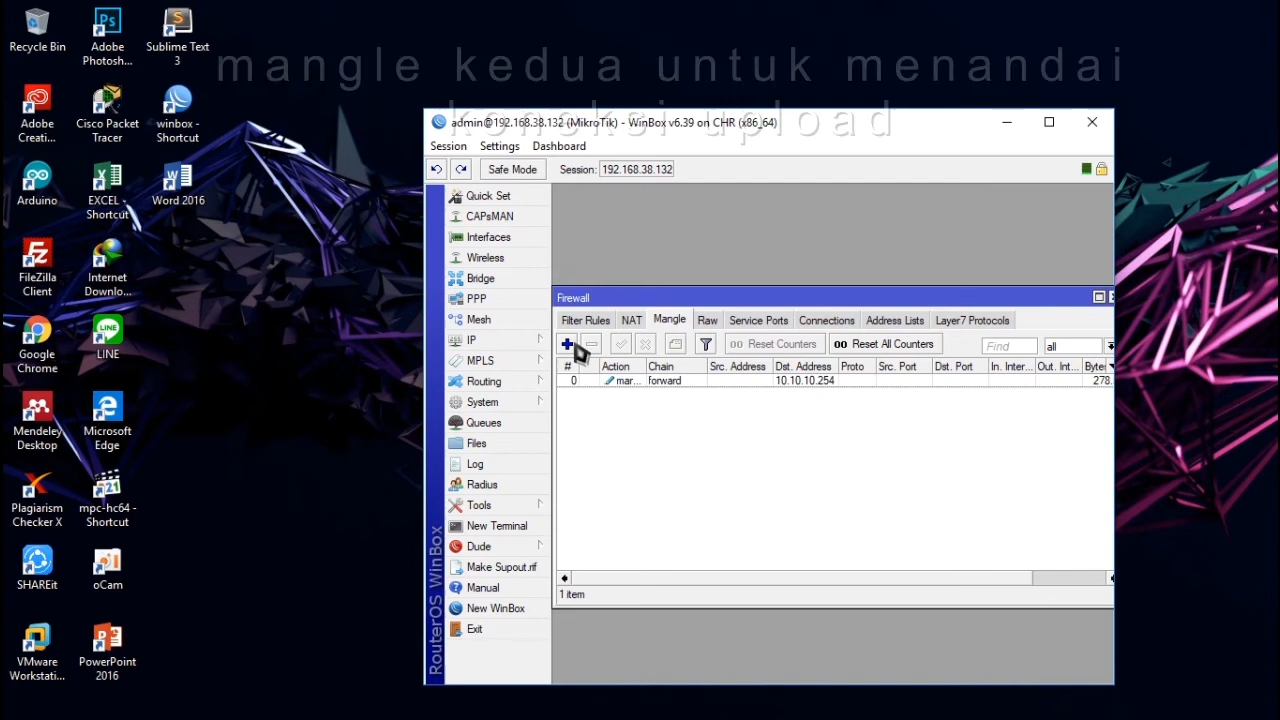 mangle kedua untuk menandai
koneksi upload
Recycle Bin
Adobe
Photosh...
Sublime Text
3
Adobe
Creati...
Cisco Packet
Tracer
winbox -
Shortcut
Arduino
EXCEL -
Shortcut
Word 2016
FileZilla
Client
Internet
Downlo...
Google
Chrome
LINE
Mendeley
Desktop
Microsoft
Edge
Plagiarism
Checker X
mpc-hc64 -
Shortcut
SHAREit
oCam
VMware
Workstati...
PowerPoint
2016
admin@192.168.38.132 (MikroTik) - WinBox v6.39 on CHR (x86_64)
Session Settings Dashboard
Safe Mode Session: 192.168.38.132
Quick Set
CAPsMAN
Interfaces
Wireless
Bridge
PPP
Mesh
IP
MPLS
Routing
System
Queues
Files
Log
Radius
Tools
New Terminal
Dude
Make Supout.rif
Manual
New WinBox
Exit
RouterOS WinBox
Firewall
Filter Rules NAT Mangle Raw Service Ports Connections Address Lists Layer7 Protocols
00 Reset Counters 00 Reset All Counters Find all
# Action Chain Src. Address Dst. Address Proto Src. Port Dst. Port In. Inter... Out. Int... Byte
0 mar... forward 10.10.10.254 278.
1 item